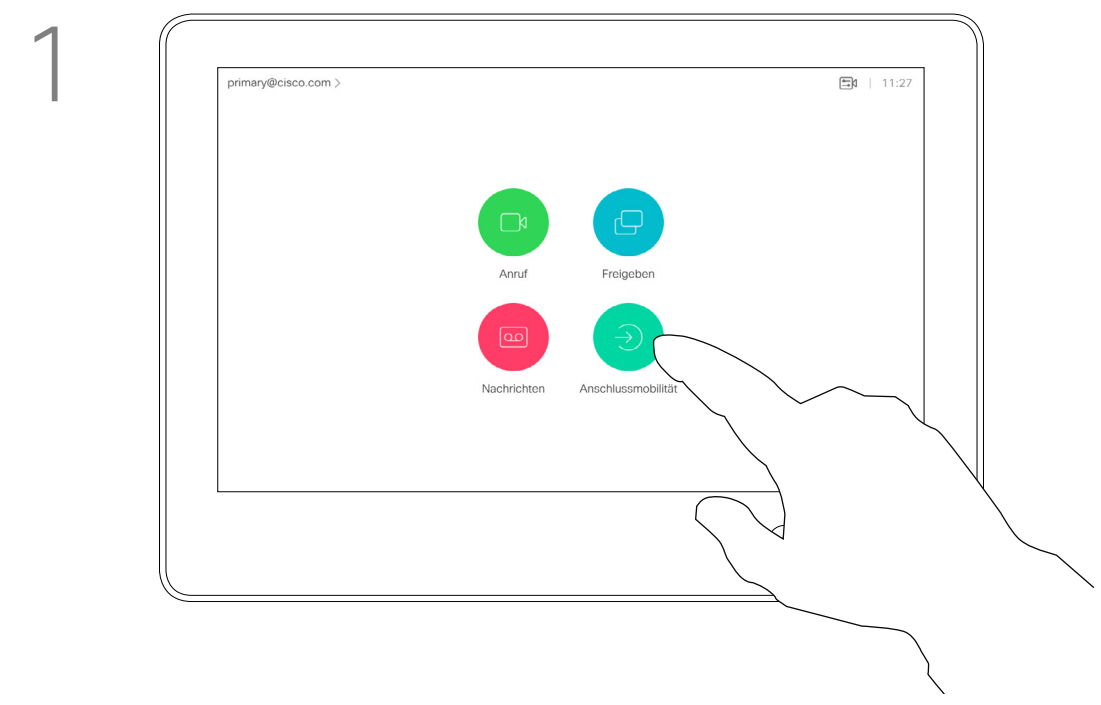 1
primary@cisco.com >
11:27
Anruf
Freigeben
Nachrichten
Anschlussmobilität